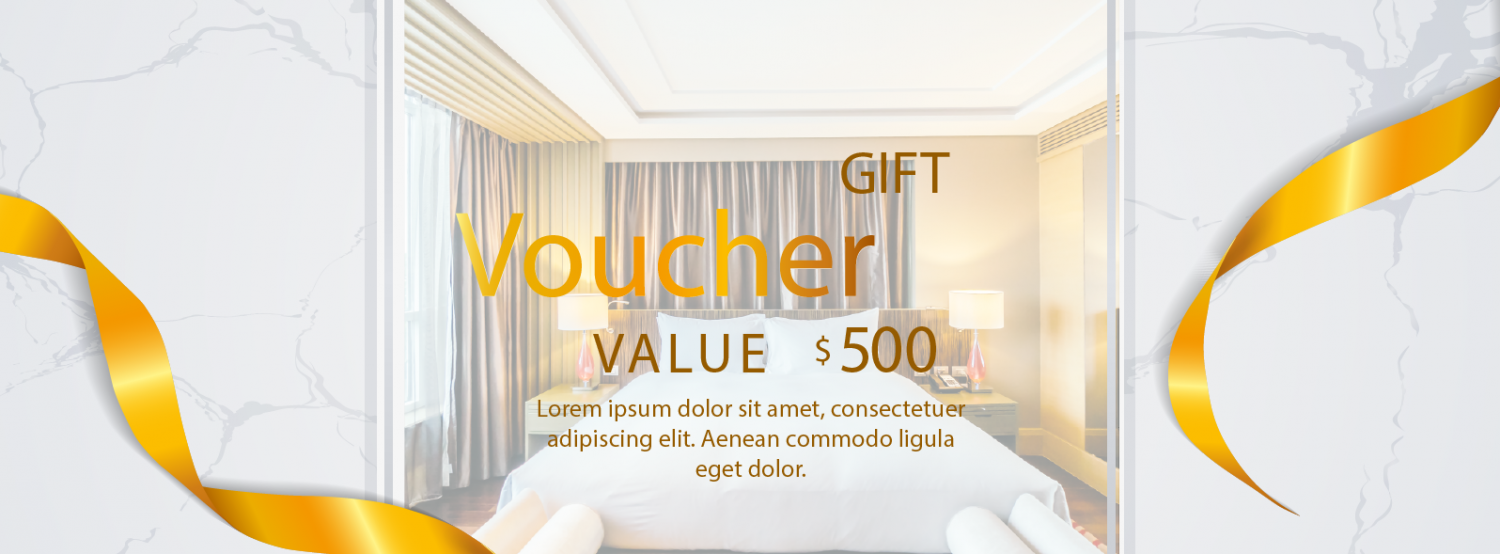 GIFT
Voucher
VALUE $ 500
Lorem ipsum dolor sit amet, consectetuer
adipiscing elit. Aenean commodo ligula
eget dolor.